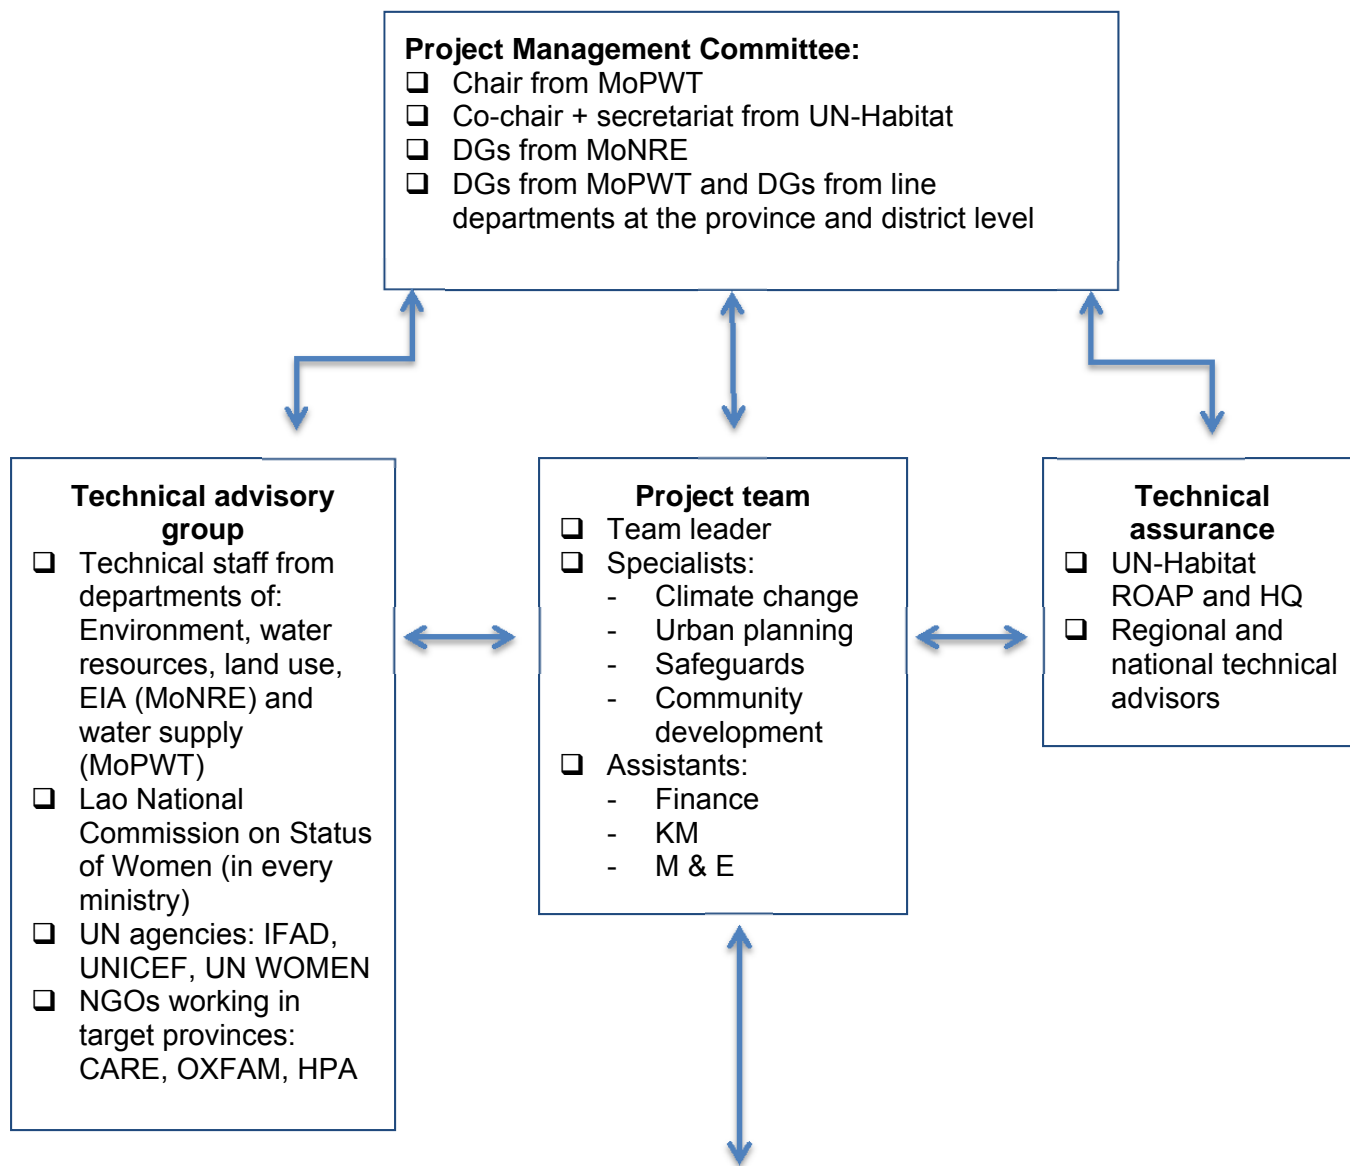 Project Management Committee:
❑ Chair from MoPWT
❑ Co-chair + secretariat from UN-Habitat
❑ DGs from MoNRE
❑ DGs from MoPWT and DGs from line
departments at the province and district level
Technical advisory
group
❑ Technical staff from
departments of:
Environment, water
resources, land use,
EIA (MoNRE) and
water supply
(MoPWT)
❑ Lao National
Commission on Status
of Women (in every
ministry)
❑ UN agencies: IFAD,
UNICEF, UN WOMEN
❑ NGOs working in
target provinces:
CARE, OXFAM, HPA
Project team
❑ Team leader
❑ Specialists:
- Climate change
- Urban planning
- Safeguards
- Community
development
❑ Assistants:
- Finance
- KM
- M & E
Technical
assurance
❑ UN-Habitat
ROAP and HQ
❑ Regional and
national technical
advisors